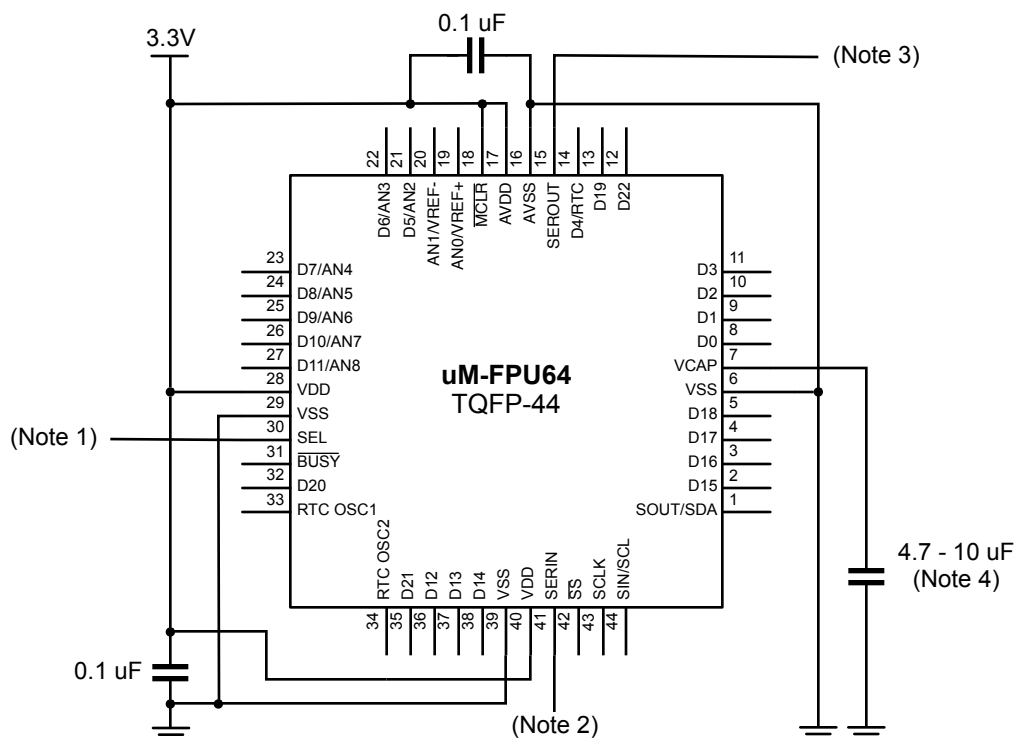 0.1 uF
3.3V
(Note 3)
22
21
20
19
18
17
16
15
14
13
12
D6/AN3
D5/AN2
AN1/VREF-
AN0/VREF+
MCLR
AVDD
AVSS
SEROUT
D4/RTC
D19
D22
23 D7/AN4
24 D8/AN5
25 D9/AN6
26 D10/AN7
27 D11/AN8
28 VDD
29 VSS
(Note 1) 30 SEL
31 BUSY
32 D20
33 RTC OSC1
uM-FPU64
TQFP-44
D3 11
D2 10
D1 9
D0 8
VCAP 7
VSS 6
D18 5
D17 4
D16 3
D15 2
SOUT/SDA 1
4.7 - 10 uF
(Note 4)
RTC OSC2
D21
D12
D13
D14
VSS
VDD
SERIN
SS
SCLK
SIN/SCL
34
35
36
37
38
39
40
41
42
43
44
0.1 uF
(Note 2)